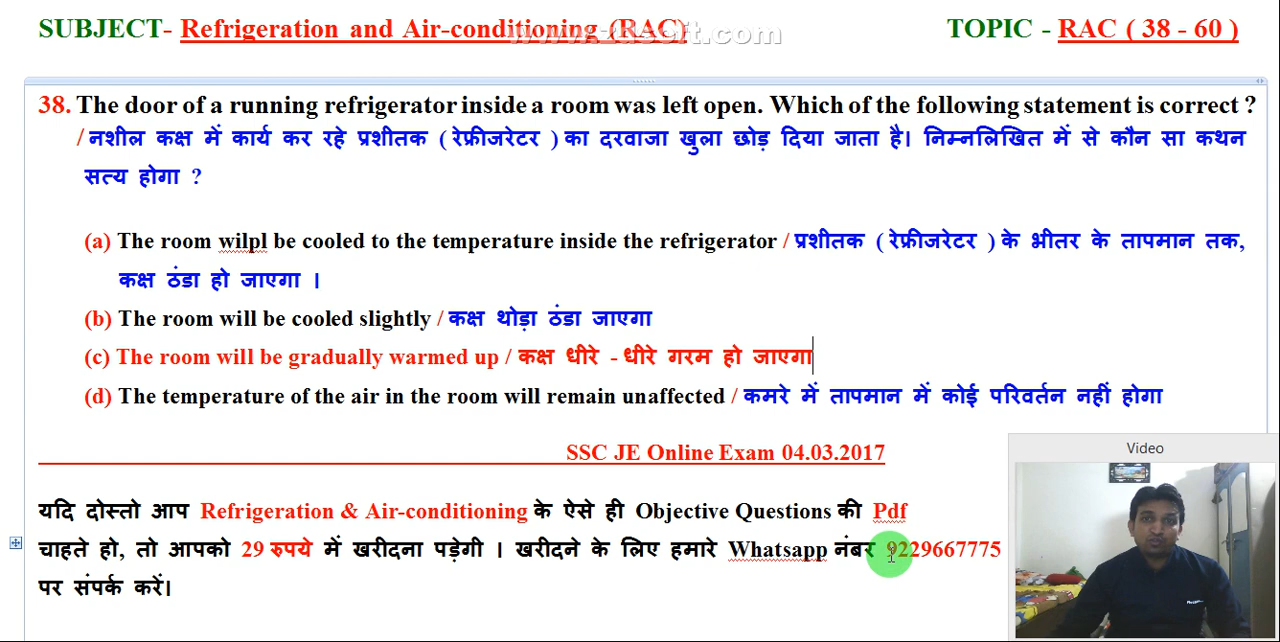 SUBJECT- Refrigeration and Air-conditioning (RAC)
TOPIC - RAC ( 38 - 60 )
38. The door of a running refrigerator inside a room was left open. Which of the following statement is correct ?
/ नशील कक्ष में कार्य कर रहे प्रशीतक ( रेफ्रीजरेटर ) का दरवाजा खुला छोड़ दिया जाता है। निम्नलिखित में से कौन सा कथन
सत्य होगा ?
(a) The room wilpl be cooled to the temperature inside the refrigerator / प्रशीतक ( रेफ्रीजरेटर ) के भीतर के तापमान तक,
कक्ष ठंडा हो जाएगा ।
(b) The room will be cooled slightly / कक्ष थोड़ा ठंडा जाएगा
(c) The room will be gradually warmed up / कक्ष धीरे - धीरे गरम हो जाएगा
(d) The temperature of the air in the room will remain unaffected / कमरे में तापमान में कोई परिवर्तन नहीं होगा
SSC JE Online Exam 04.03.2017
Video
यदि दोस्तो आप Refrigeration & Air-conditioning के ऐसे ही Objective Questions की Pdf
चाहते हो, तो आपको 29 रुपये में खरीदना पड़ेगी । खरीदने के लिए हमारे Whatsapp नंबर 9229667775
पर संपर्क करें।